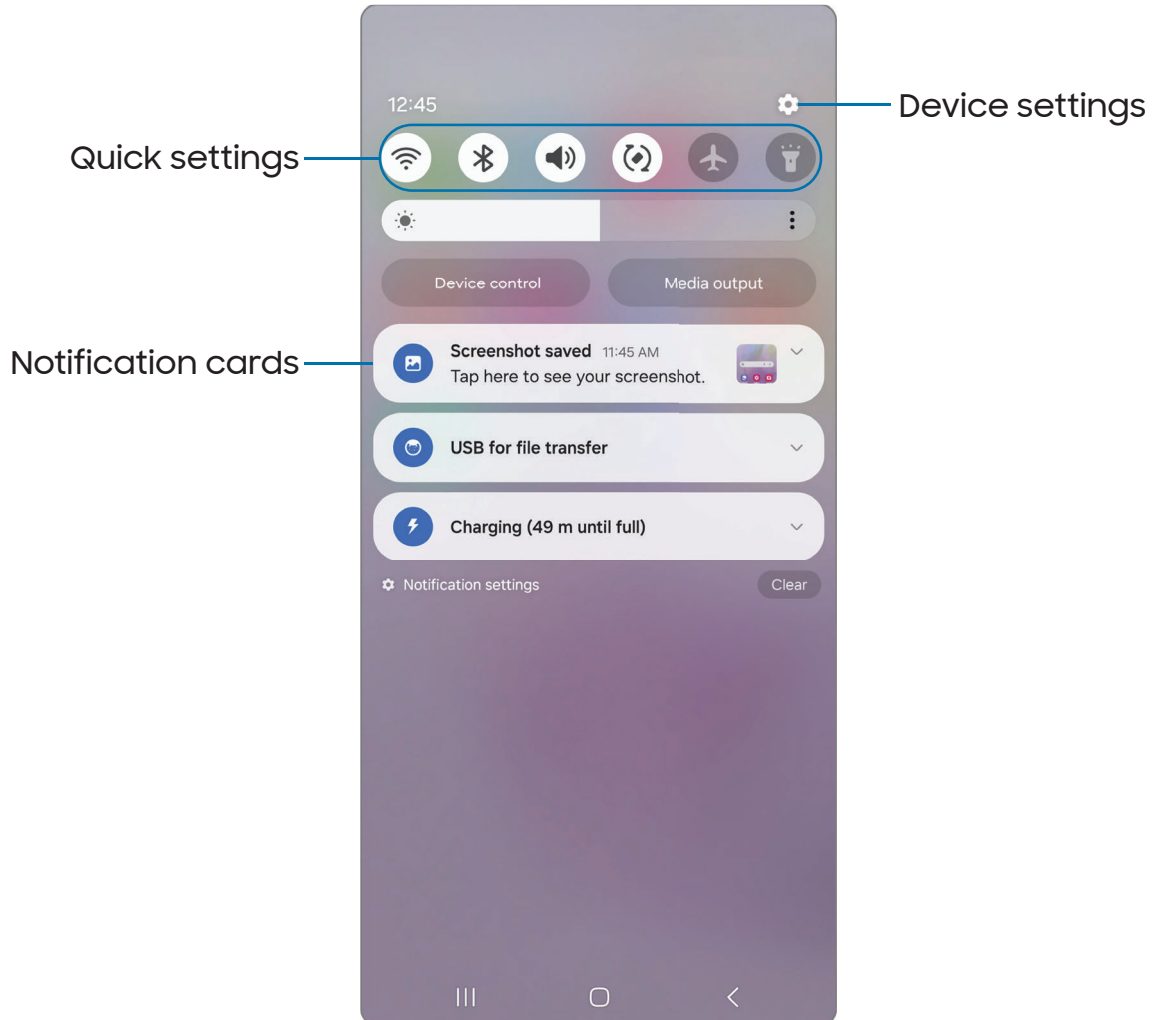 12:45
Device settings
Quick settings
Device control
Media output
Notification cards
Screenshot saved 11:45 AM
Tap here to see your screenshot.
USB for file transfer
Charging (49 m until full)
Notification settings
Clear